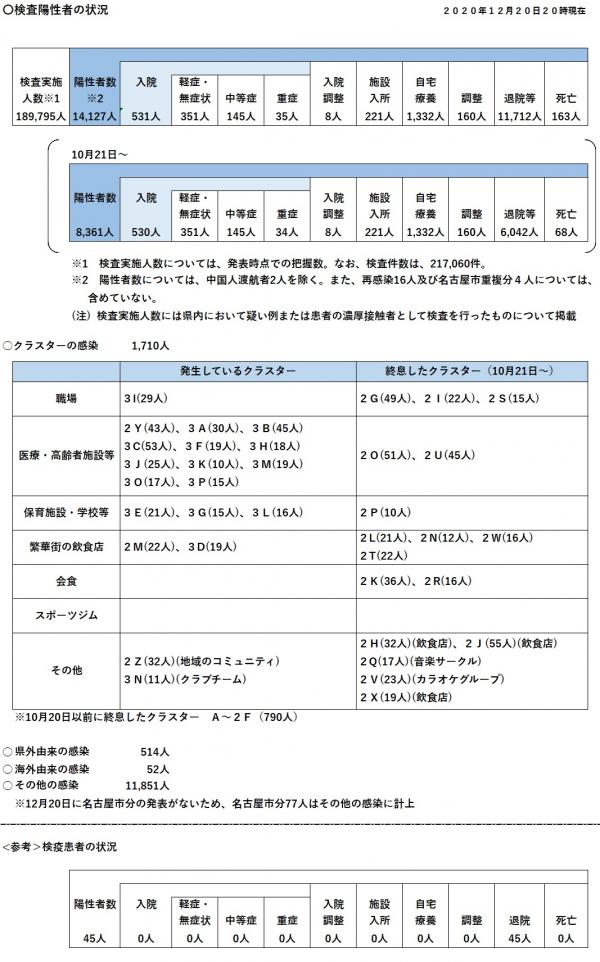 〇検査陽性者の状況
２０２０年１２月２０日２０時現在
検査実施人数※1 陽性者数※2 入院 軽症・無症状 中等症 重症 入院調整 施設入所 自宅療養 調整 退院等 死亡
189,795人 14,127人 531人 351人 145人 35人 8人 221人 1,332人 160人 11,712人 163人
10月21日～
陽性者数 入院 軽症・無症状 中等症 重症 入院調整 施設入所 自宅療養 調整 退院等 死亡
8,361人 530人 351人 145人 34人 8人 221人 1,332人 160人 6,042人 68人
※1　検査実施人数については、発表時点での把握数。なお、検査件数は、217,060件。
※2　陽性者数については、中国人渡航者2人を除く。また、再感染16人及び名古屋市重複分４人については、
含めていない。
（注）検査実施人数には県内において疑い例または患者の濃厚接触者として検査を行ったものについて掲載
〇クラスターの感染　1,710人
発生しているクラスター 終息したクラスター（10月21日～）
職場 ３I(29人) ２G(49人)、２I(22人)、２S(15人)
医療・高齢者施設等
２Y(43人)、３A(30人)、３B(45人)
３C(53人)、３F(19人)、３H(18人)
３J(25人)、３K(10人)、３M(19人)
３O(17人)、３P(15人)
２O(51人)、２U(45人)
保育施設・学校等 ３E(21人)、３G(15人)、３L(16人) ２P(10人)
繁華街の飲食店 ２M(22人)、３D(19人)
２L(21人)、２N(12人)、２W(16人)
２T(22人)
会食 ２K(36人)、２R(16人)
スポーツジム
その他
２Z(32人)(地域のコミュニティ)
３N(11人)(クラブチーム)
２H(32人)(飲食店)、２J(55人)(飲食店)
２Q(17人)(音楽サークル)
２V(23人)(カラオケグループ)
２X(19人)(飲食店)
※10月20日以前に終息したクラスター　A～２F（790人）
〇県外由来の感染　514人
〇海外由来の感染　52人
〇その他の感染　11,851人
※12月20日に名古屋市分の発表がないため、名古屋市分77人はその他の感染に計上
＜参考＞検疫患者の状況
陽性者数 入院 軽症・無症状 中等症 重症 入院調整 施設入所 自宅療養 調整 退院 死亡
45人 0人 0人 0人 0人 0人 0人 0人 0人 45人 0人